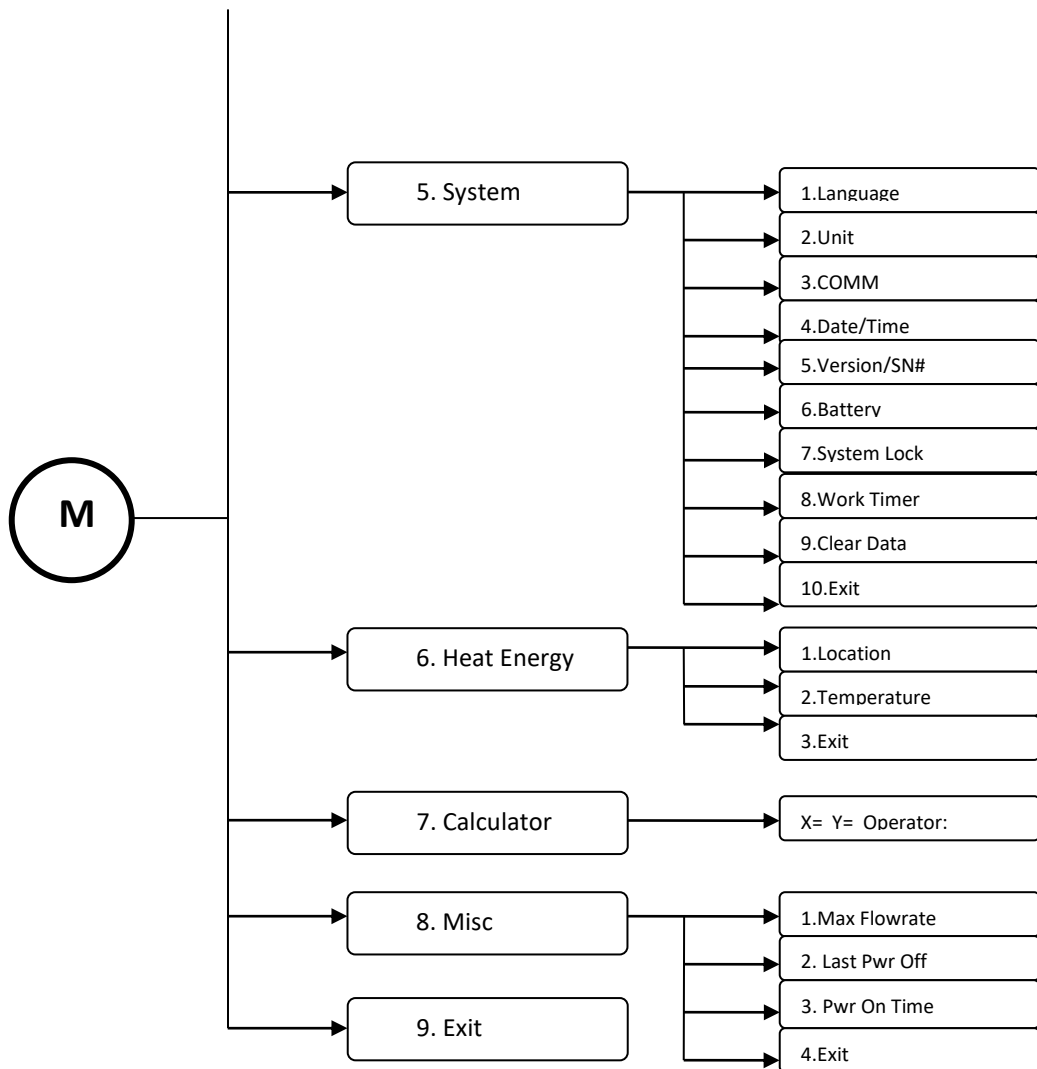 5. System
1.Language
2.Unit
3.COMM
4.Date/Time
5.Version/SN#
6.Battery
7.System Lock
8.Work Timer
9.Clear Data
10.Exit
M
6. Heat Energy
1.Location
2.Temperature
3.Exit
7. Calculator
X= Y= Operator:
8. Misc
1.Max Flowrate
2. Last Pwr Off
3. Pwr On Time
4.Exit
9. Exit